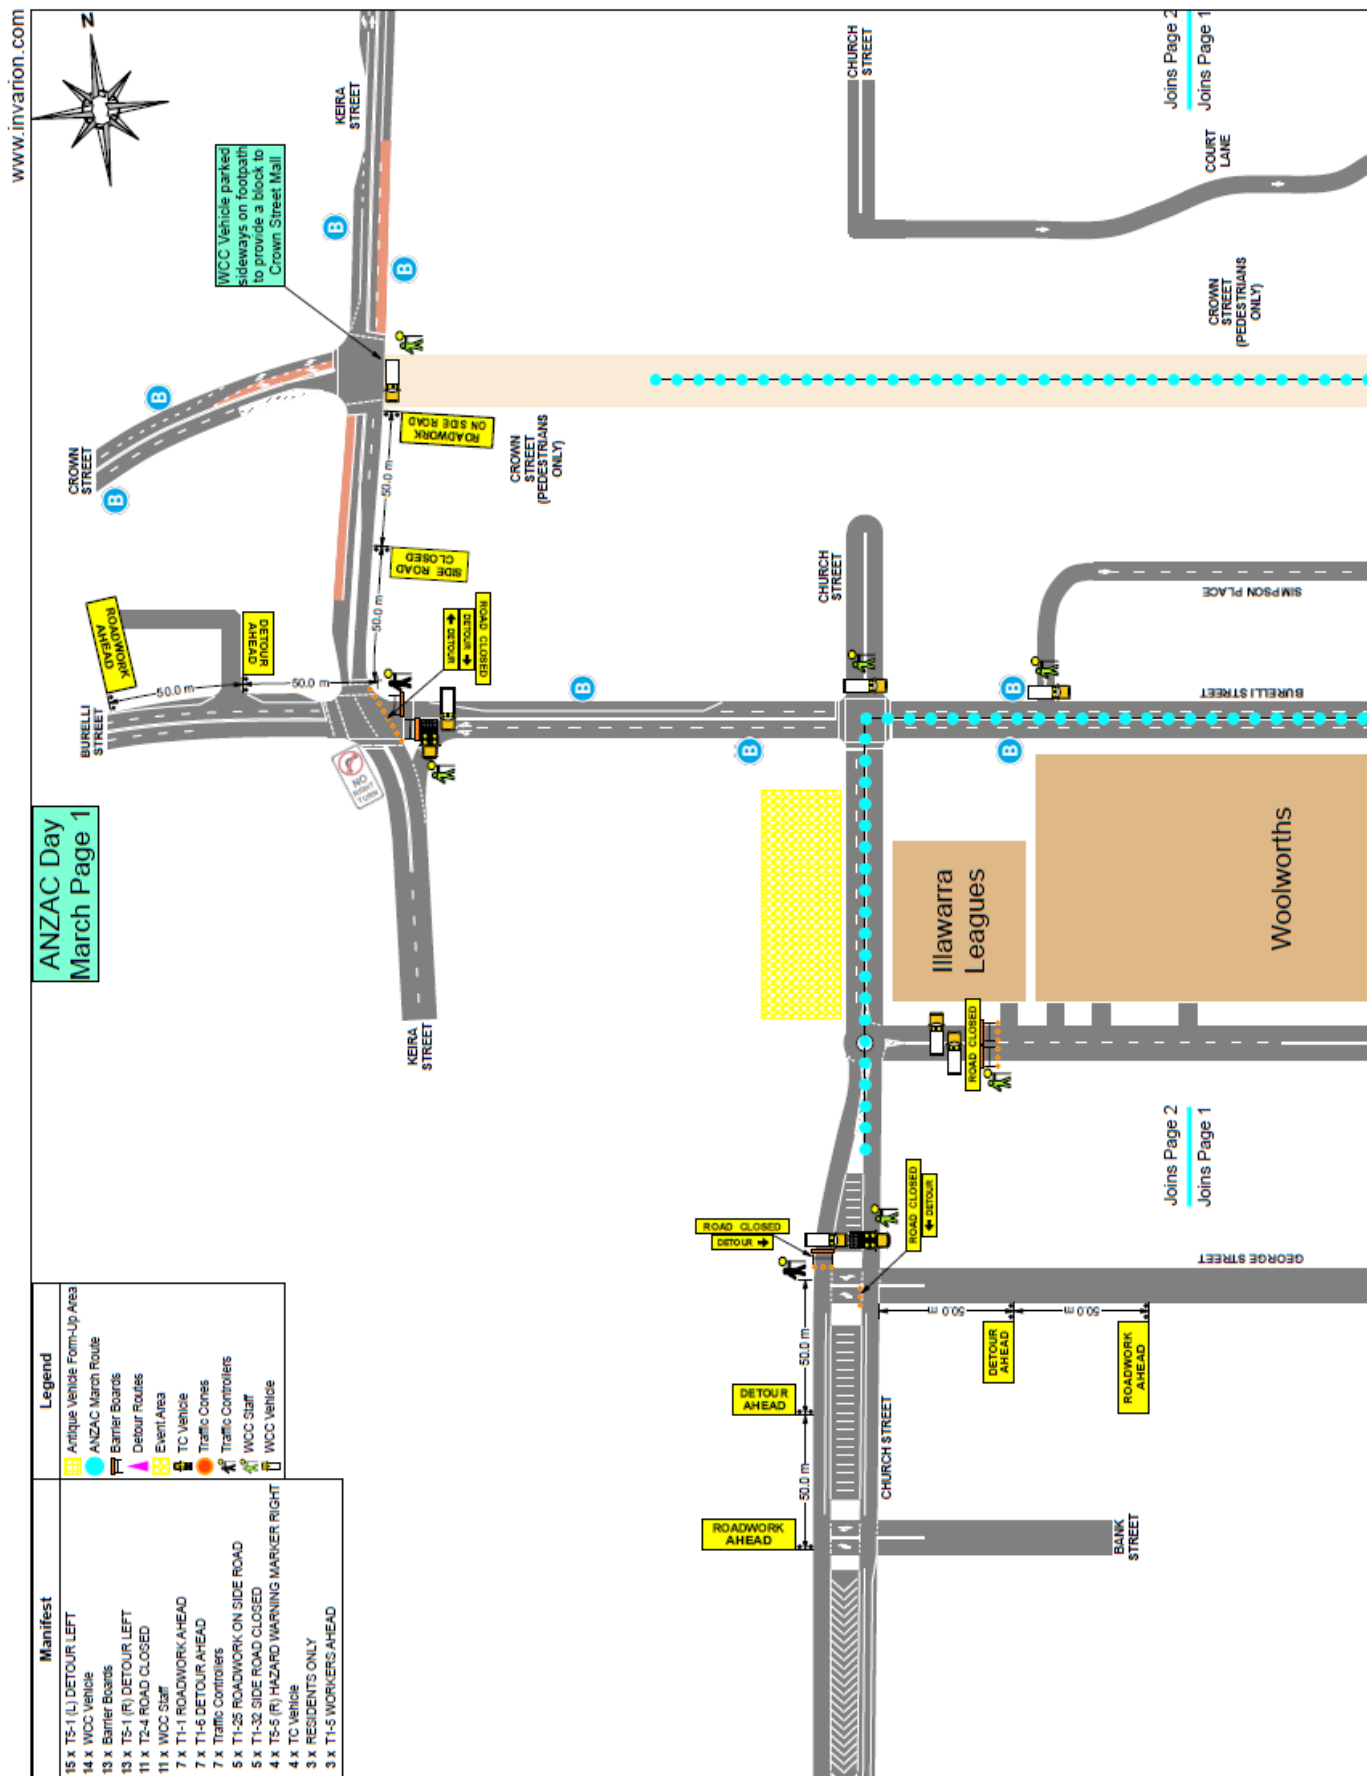 www.invarion.com
N
ANZAC Day
March Page 1
WCC Vehicle parked
sideways on footpath
to provide a block to
Crown Street Mall
KEIRA
STREET
CHURCH
STREET
Joins Page 2
Joins Page 1
COURT
LANE
CROWN
STREET
(PEDESTRIANS
ONLY)
B
B
B
B
CROWN
STREET
ROADWORK
ON SIDE ROAD
CROWN
STREET
(PEDESTRIANS
ONLY)
50.0 m
SIDE ROAD
CLOSED
50.0 m
ROADWORK
AHEAD
DETOUR
AHEAD
50.0 m
50.0 m
BURELLI
STREET
ROAD CLOSED
DETOUR
DETOUR
NO
RIGHT
TURN
CHURCH
STREET
SIMPSON PLACE
BURELLI STREET
B
B
B
B
Illawarra
Leagues
Woolworths
KEIRA
STREET
ROAD CLOSED
Joins Page 2
Joins Page 1
ROAD CLOSED
DETOUR
ROAD CLOSED
DETOUR
GEORGE STREET
50.0 m
50.0 m
DETOUR
AHEAD
ROADWORK
AHEAD
50.0 m
50.0 m
DETOUR
AHEAD
ROADWORK
AHEAD
CHURCH STREET
BANK
STREET
Legend
Antique Vehicle Form-Up Area
ANZAC March Route
Barrier Boards
Detour Routes
Event Area
TC Vehicle
Traffic Cones
Traffic Controllers
WCC Staff
WCC Vehicle
Manifest
15 x T5-1 (L) DETOUR LEFT
14 x WCC Vehicle
13 x Barrier Boards
13 x T5-1 (R) DETOUR LEFT
11 x T2-4 ROAD CLOSED
11 x WCC Staff
7 x T1-1 ROADWORK AHEAD
7 x T1-6 DETOUR AHEAD
7 x Traffic Controllers
5 x T1-25 ROADWORK ON SIDE ROAD
5 x T1-32 SIDE ROAD CLOSED
4 x T5-5 (R) HAZARD WARNING MARKER RIGHT
4 x TC Vehicle
3 x RESIDENTS ONLY
3 x T1-5 WORKERS AHEAD